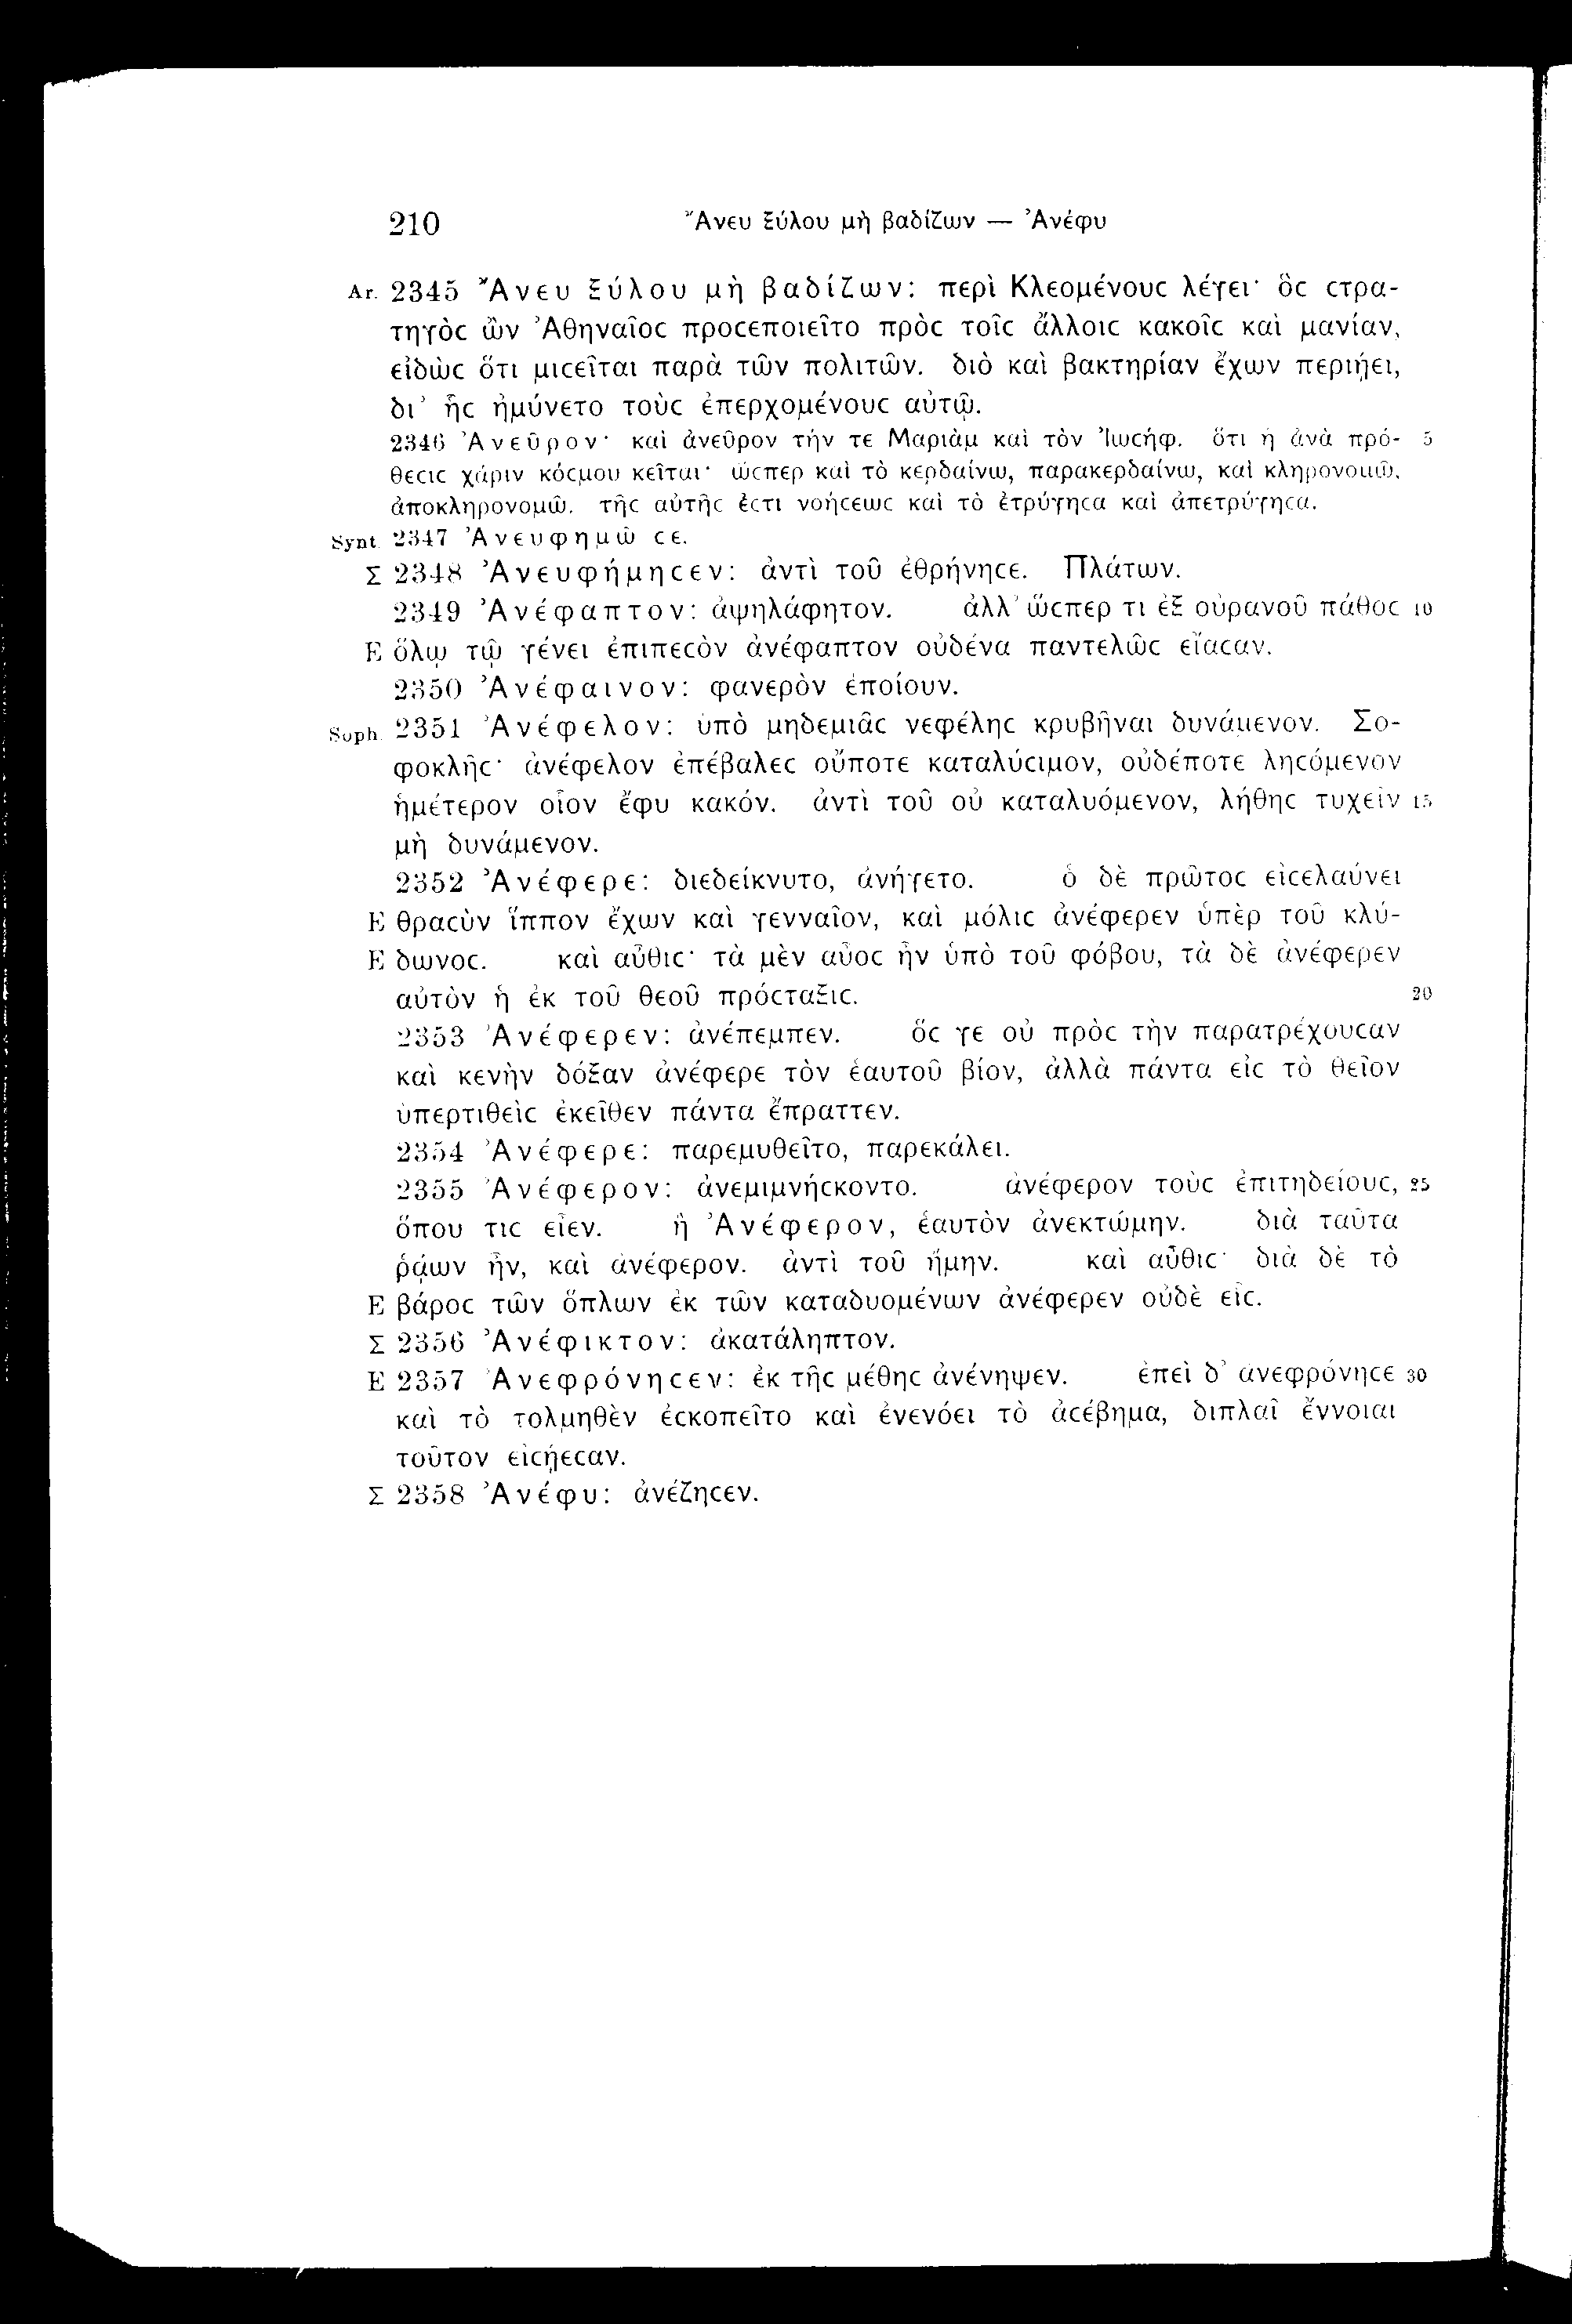 210 Ἄνευ ξύλου μὴ βαδίζων — Ἀνέφυ
Ar. 2345 Ἄνευ ξύλου μὴ βαδίζων: περὶ Κλεομένουϲ λέγει· ὃϲ ϲτρα-
τηγὸϲ ὢν Ἀθηναῖοϲ προϲεποιεῖτο πρὸϲ τοῖϲ ἄλλοιϲ κακοῖϲ καὶ μανίαν,
εἰδὼϲ ὅτι μιϲεῖται παρὰ τῶν πολιτῶν. διὸ καὶ βακτηρίαν ἔχων περιῄει,
δι’ ἧϲ ἠμύνετο τοὺϲ ἐπερχομένουϲ αὐτῷ.
2346 Ἀνεῦρον· καὶ ἀνεῦρον τήν τε Μαριὰμ καὶ τὸν Ἰωϲήφ. ὅτι ἡ ἀνὰ πρό- 5
θεϲιϲ χάριν κόϲμου κεῖται· ὥϲπερ καὶ τὸ κερδαίνω, παρακερδαίνω, καὶ κληρονομῶ,
ἀποκληρονομῶ. τῆϲ αὐτῆϲ ἐϲτι νοήϲεωϲ καὶ τὸ ἐτρύγηϲα καὶ ἀπετρύγηϲα.
Synt. 2347 Ἀνευφημῶ ϲε.
Σ 2348 Ἀνευφήμηϲεν: ἀντὶ τοῦ ἐθρήνηϲε. Πλάτων.
2349 Ἀνέφαπτον: ἀψηλάφητον. ἀλλ’ ὥϲπερ τι ἐξ οὐρανοῦ πάθοϲ 10
E ὅλῳ τῷ γένει ἐπιπεϲὸν ἀνέφαπτον οὐδένα παντελῶϲ εἴαϲαν.
2350 Ἀνέφαινον: φανερὸν ἐποίουν.
Soph. 2351 Ἀνέφελον: ὑπὸ μηδεμιᾶϲ νεφέληϲ κρυβῆναι δυνάμενον. Σο-
φοκλῆϲ· ἀνέφελον ἐπέβαλεϲ οὔποτε καταλύϲιμον, οὐδέποτε ληϲόμενον
ἡμέτερον οἷον ἔφυ κακόν. ἀντὶ τοῦ οὐ καταλυόμενον, λήθηϲ τυχεῖν 15
μὴ δυνάμενον.
2352 Ἀνέφερε: διεδείκνυτο, ἀνήγετο. ὁ δὲ πρῶτοϲ εἰϲελαύνει
E θραϲὺν ἵππον ἔχων καὶ γενναῖον, καὶ μόλιϲ ἀνέφερεν ὑπὲρ τοῦ κλύ-
E δωνοϲ. καὶ αὖθιϲ· τὰ μὲν αὖοϲ ἦν ὑπὸ τοῦ φόβου, τὰ δὲ ἀνέφερεν
αὐτὸν ἡ ἐκ τοῦ θεοῦ πρόϲταξιϲ. 20
2353 Ἀνέφερεν: ἀνέπεμπεν. ὅϲ γε οὐ πρὸϲ τὴν παρατρέχουϲαν
καὶ κενὴν δόξαν ἀνέφερε τὸν ἑαυτοῦ βίον, ἀλλὰ πάντα εἰϲ τὸ θεῖον
ὑπερτιθεὶϲ ἐκεῖθεν πάντα ἔπραττεν.
2354 Ἀνέφερε: παρεμυθεῖτο, παρεκάλει.
2355 Ἀνέφερον: ἀνεμιμνήϲκοντο. ἀνέφερον τοὺϲ ἐπιτηδείουϲ, 25
ὅπου τιϲ εἶεν. ἢ Ἀνέφερον, ἑαυτὸν ἀνεκτώμην. διὰ ταῦτα
ῥᾴων ἦν, καὶ ἀνέφερον. ἀντὶ τοῦ ἤμην. καὶ αὖθιϲ· διὰ δὲ τὸ
E βάροϲ τῶν ὅπλων ἐκ τῶν καταδυομένων ἀνέφερεν οὐδὲ εἷϲ.
Σ 2356 Ἀνέφικτον: ἀκατάληπτον.
E 2357 Ἀνεφρόνηϲεν: ἐκ τῆϲ μέθηϲ ἀνένηψεν. ἐπεὶ δ’ ἀνεφρόνηϲε 30
καὶ τὸ τολμηθὲν ἐϲκοπεῖτο καὶ ἐνενόει τὸ ἀϲέβημα, διπλαῖ ἔννοιαι
τοῦτον εἰϲῄεϲαν.
Σ 2358 Ἀνέφυ: ἀνέζηϲεν.